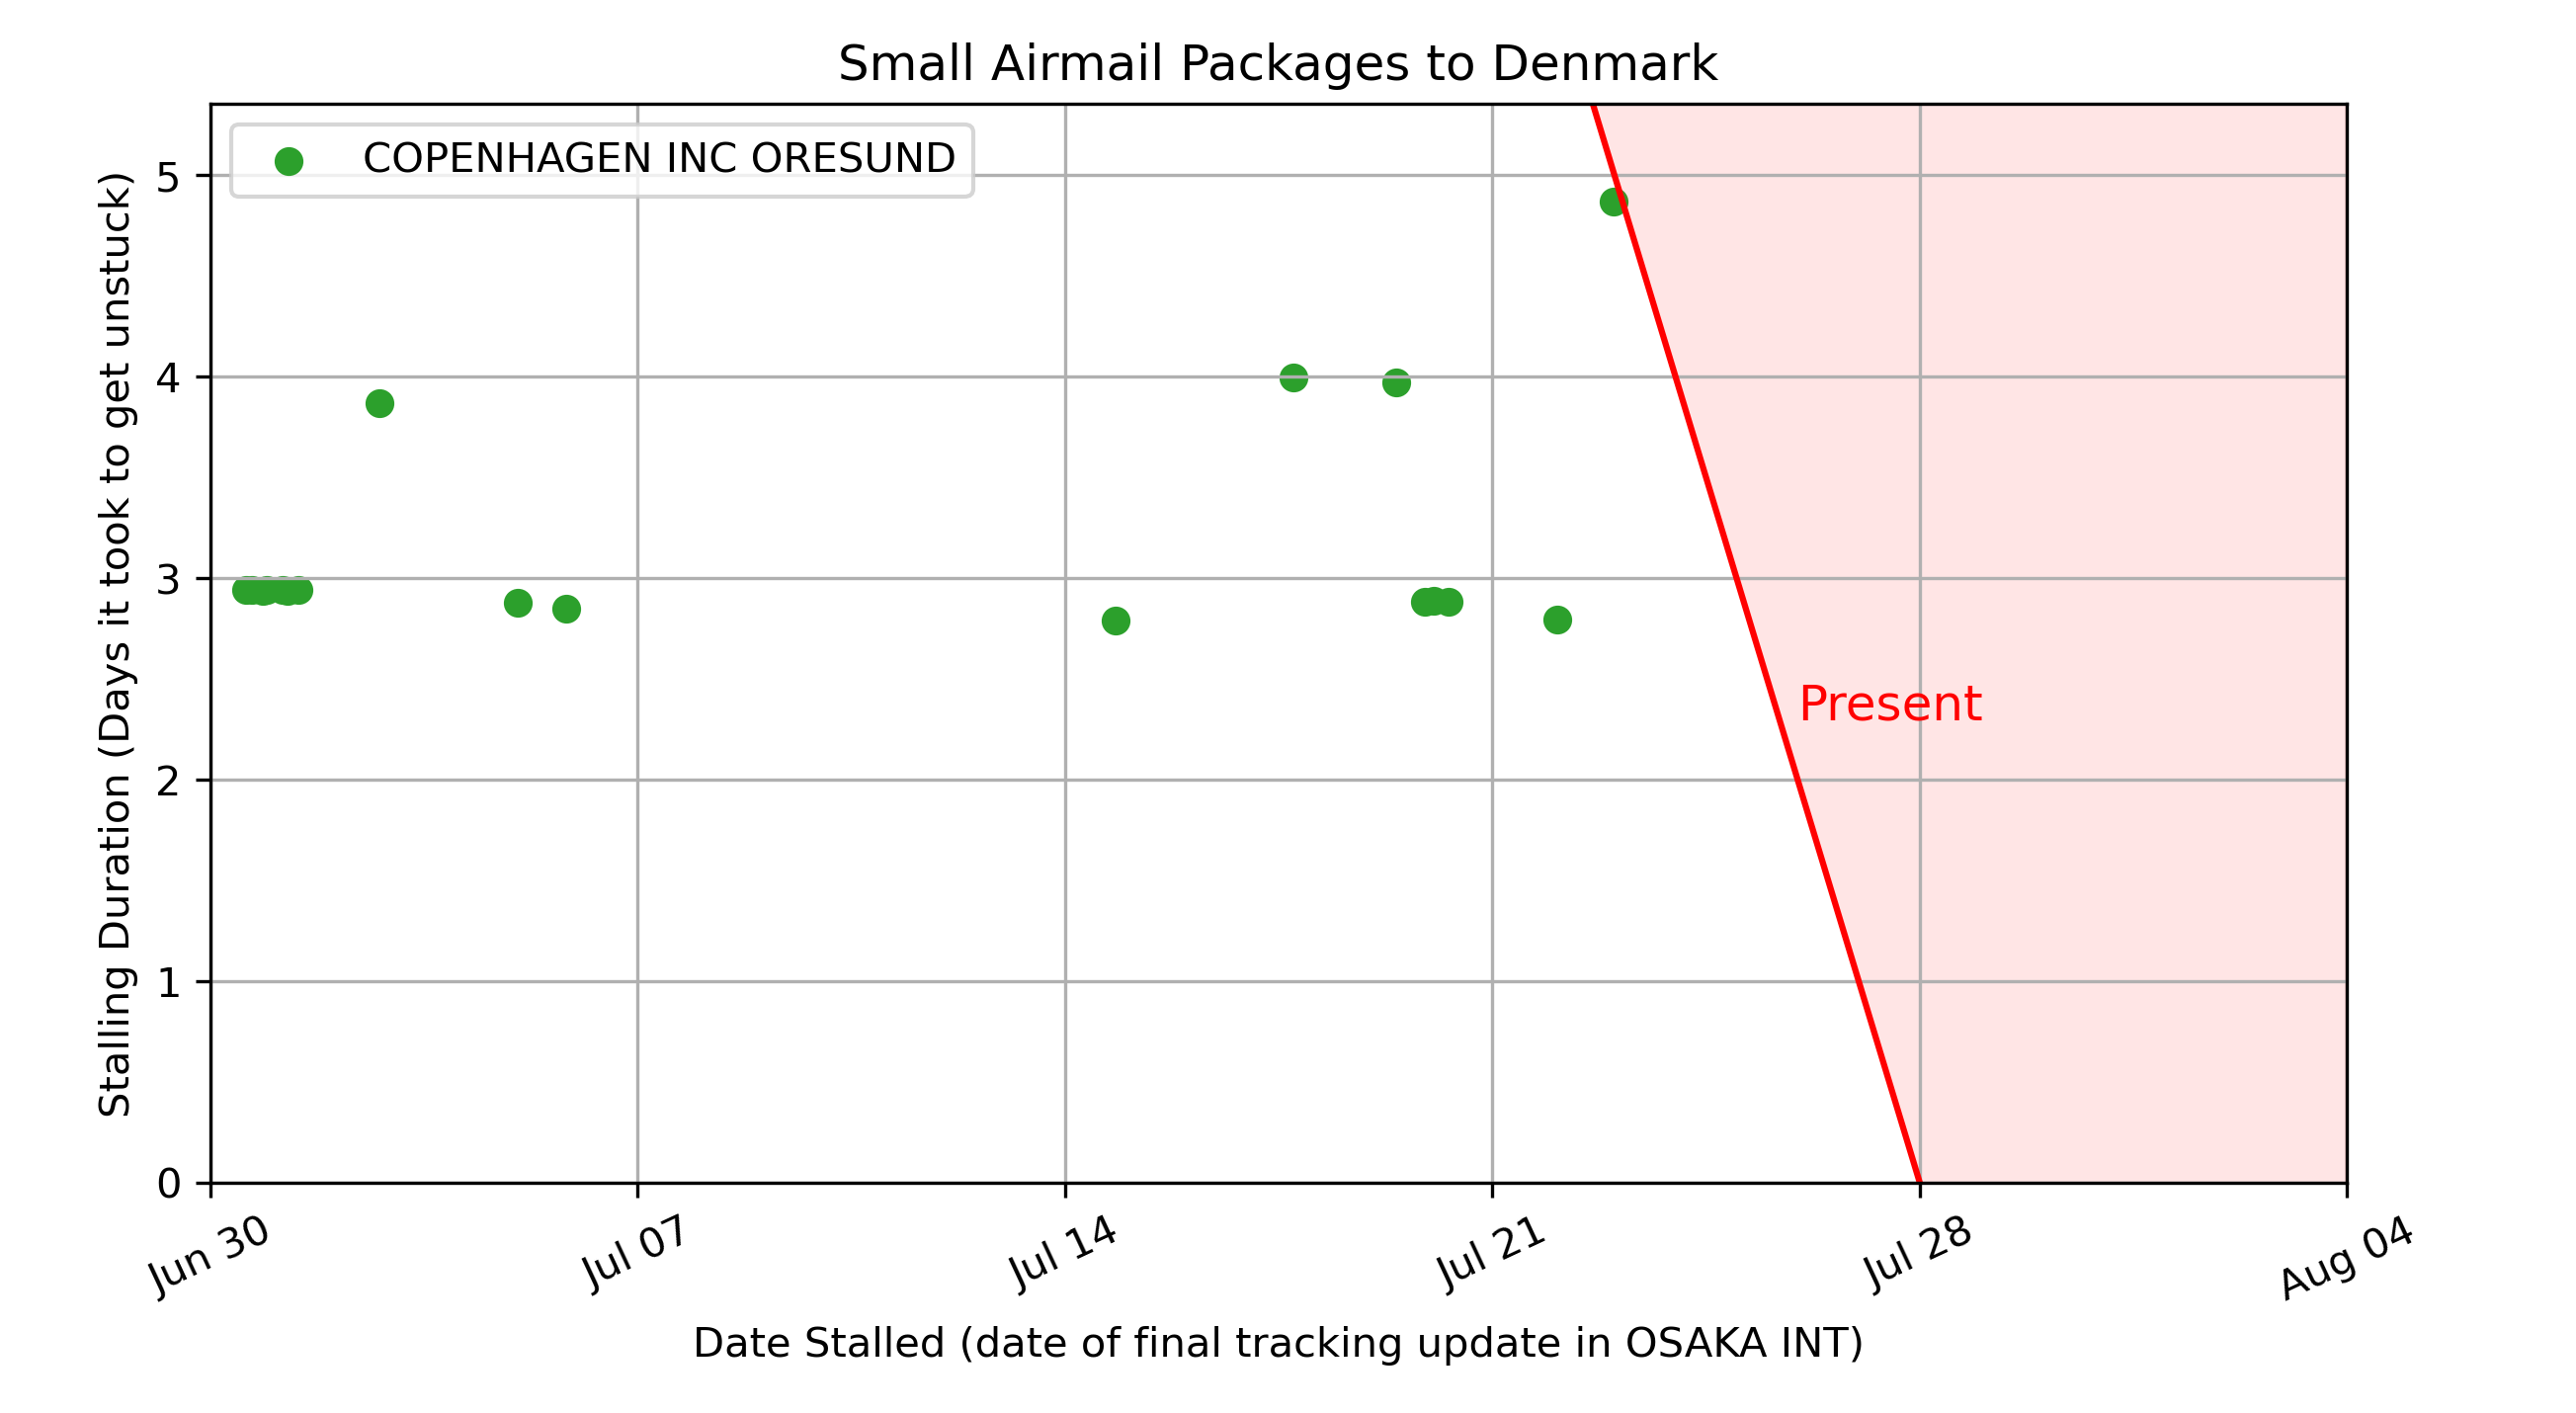 Small Airmail Packages to Denmark
COPENHAGEN INC ORESUND
Stalling Duration (Days it took to get unstuck)
5
4
3
2
1
0
Present
Jun 30
Jul 07
Jul 14
Jul 21
Jul 28
Aug 04
Date Stalled (date of final tracking update in OSAKA INT)